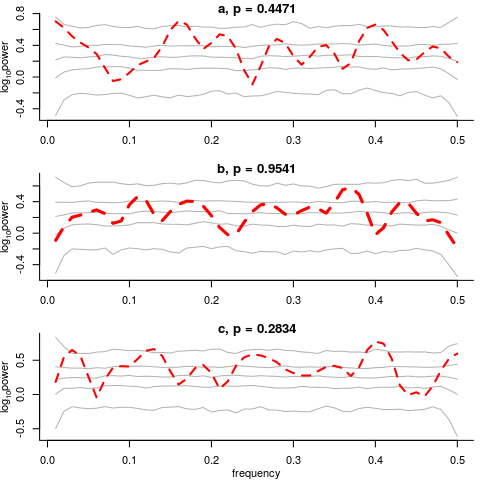 a, p = 0.4471
log10power
0.8
0.4
0.0
-0.4
0.0 0.1 0.2 0.3 0.4 0.5
b, p = 0.9541
log10power
0.4
0.0
-0.4
0.0 0.1 0.2 0.3 0.4 0.5
c, p = 0.2834
log10power
0.5
0.0
-0.5
0.0 0.1 0.2 0.3 0.4 0.5
frequency